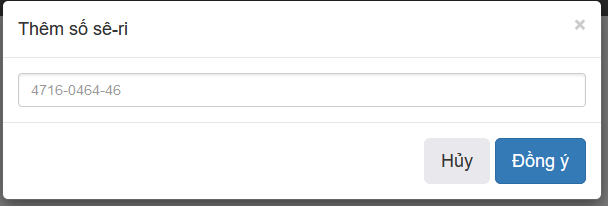 Thêm số sê-ri
×
4716-0464-46
Hủy Đồng ý